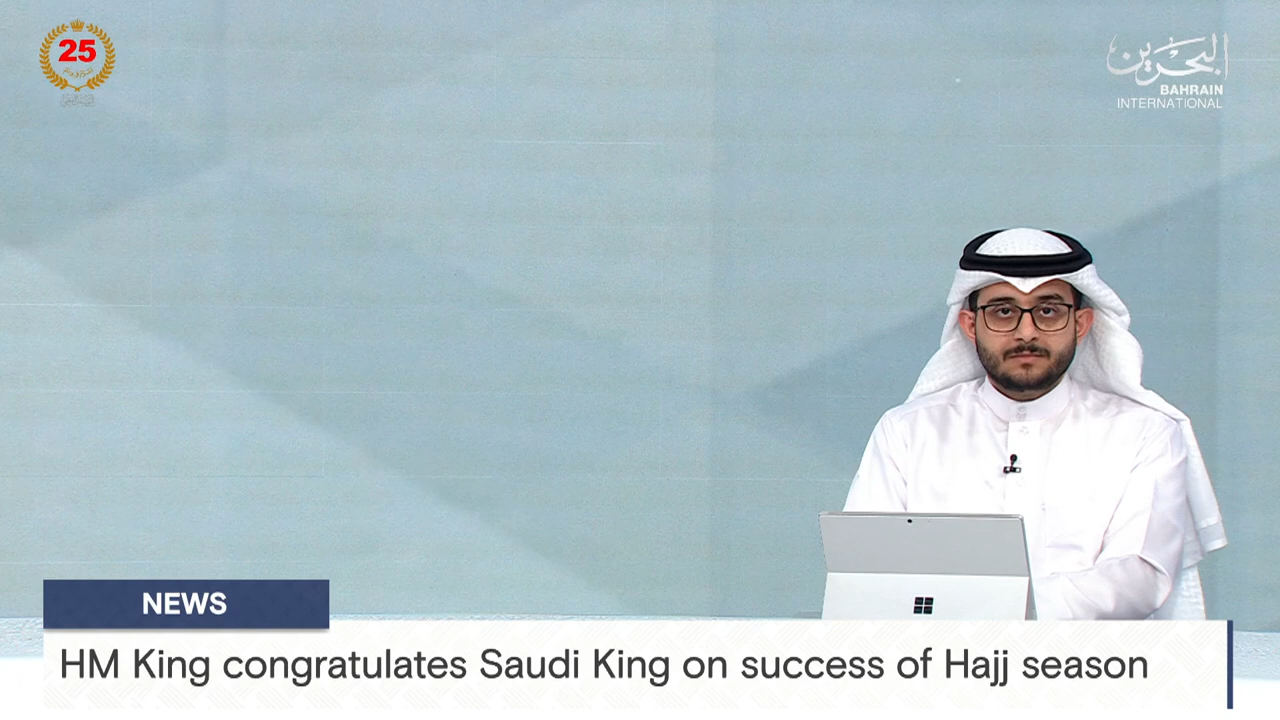 25
البحرين
BAHRAIN
INTERNATIONAL
NEWS
HM King congratulates Saudi King on success of Hajj season